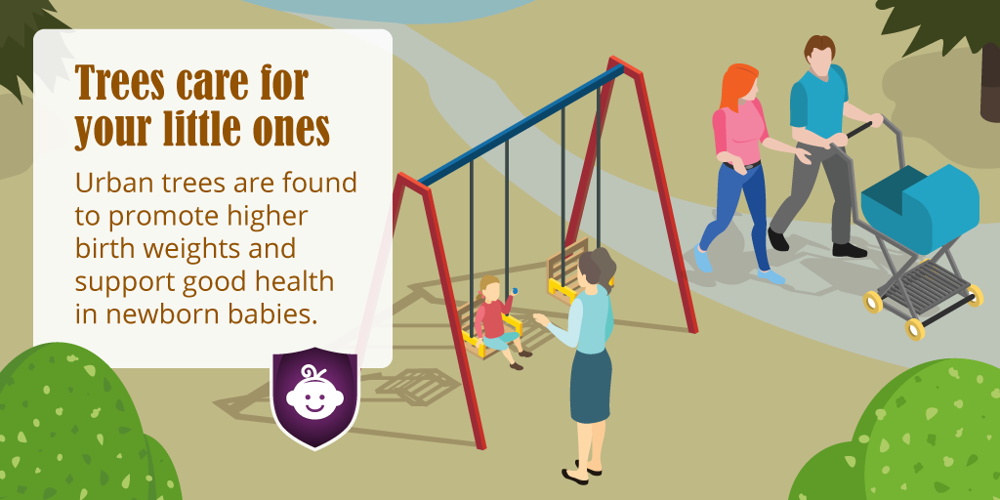 Trees care for
your little ones
Urban trees are found
to promote higher
birth weights and
support good health
in newborn babies.